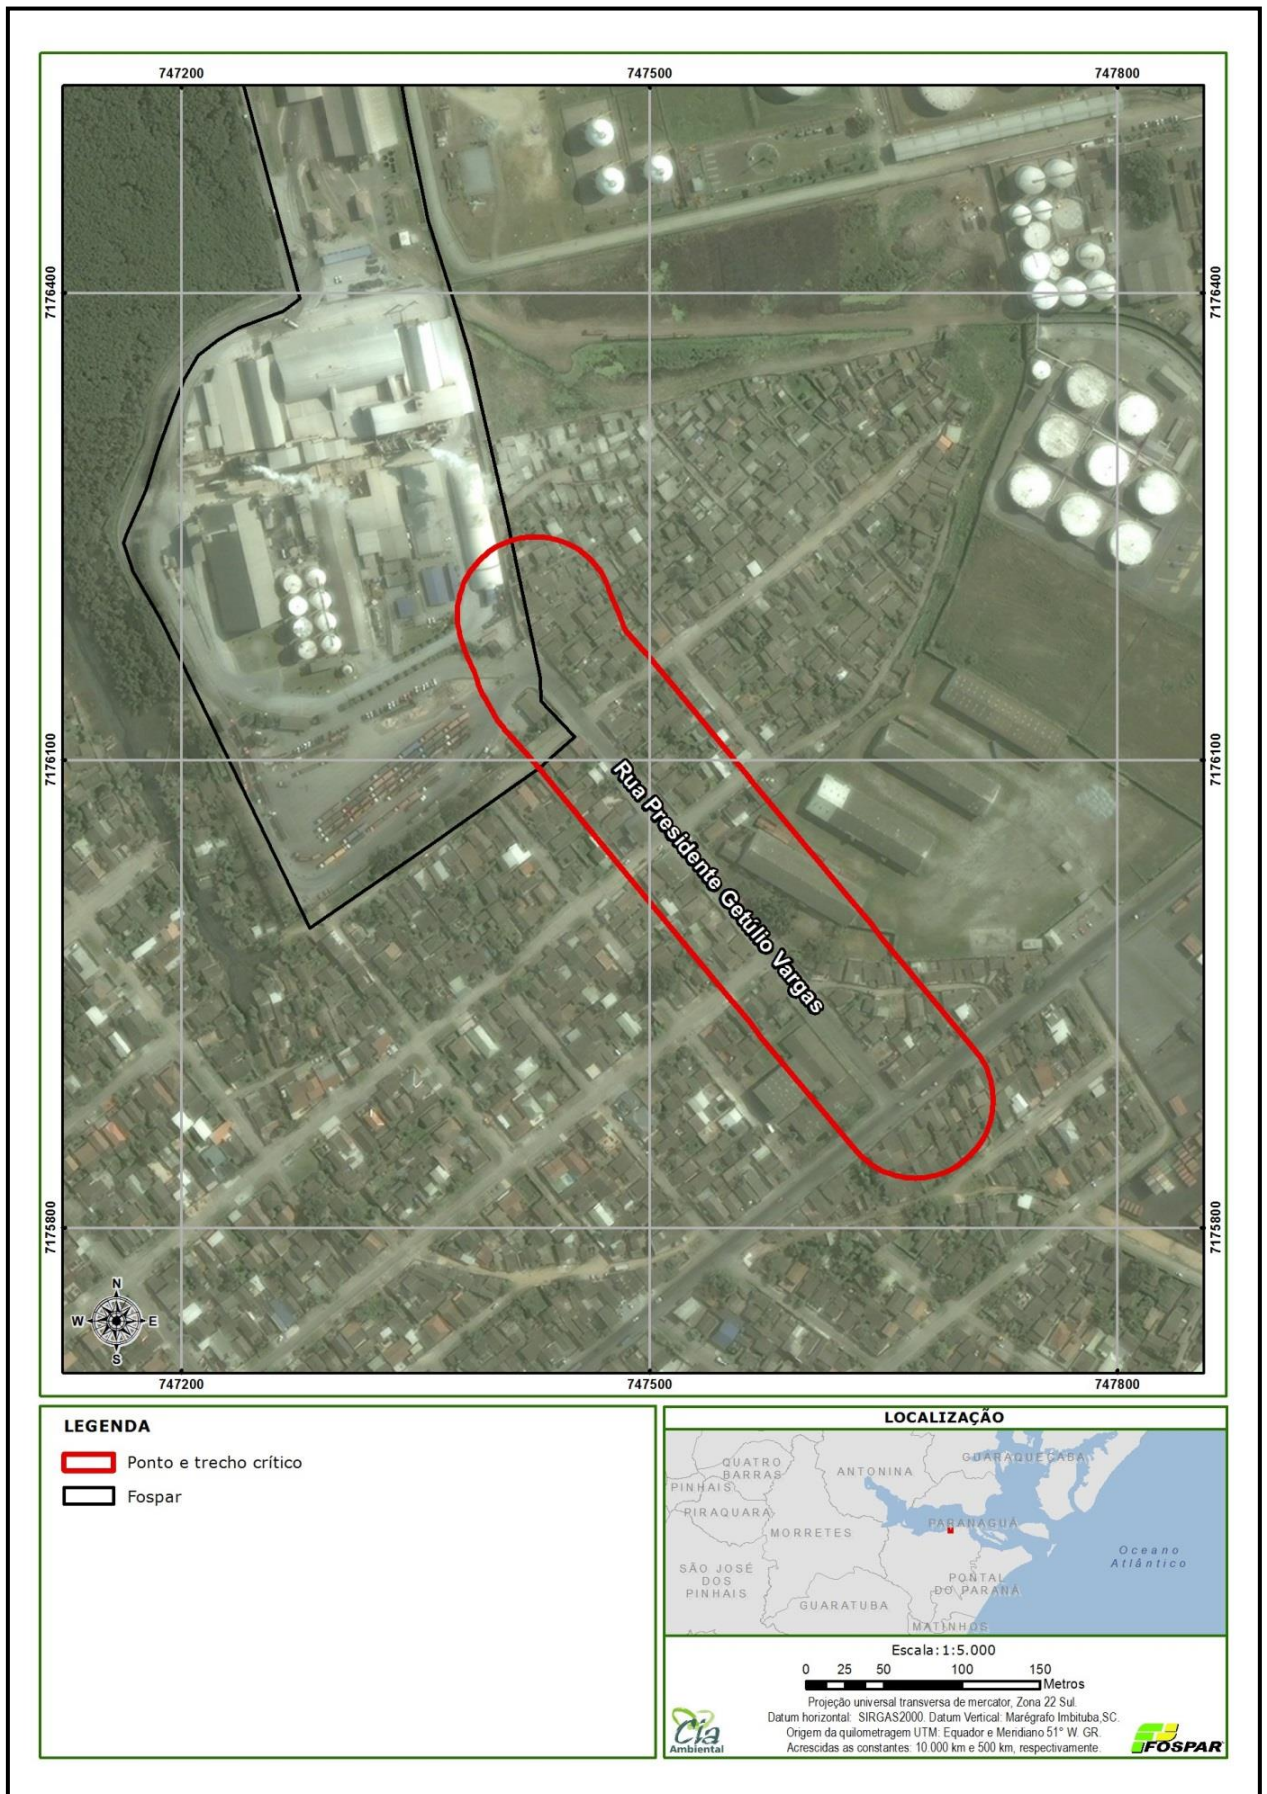 747200 747500 747800
7176400 7176400
7176100 7176100
Rua Presidente Getúlio Vargas
7175800 7175800
N
W E
S
747200 747500 747800
LEGENDA
Ponto e trecho crítico
Fospar
LOCALIZAÇÃO
GUARAQUEÇABA
QUATRO
BARRAS
ANTONINA
PINHAIS
PIRAQUARA
PARANAGUÁ
MORRETES
Oceano
Atlântico
SÃO JOSÉ
DOS
PINHAIS
PONTAL
DO PARANÁ
GUARATUBA
MATINHOS
Escala: 1:5.000
0 25 50 100 150
Metros
Projeção universal transversa de mercator, Zona 22 Sul.
Datum horizontal: SIRGAS2000. Datum Vertical: Marégrafo Imbituba,SC.
Origem da quilometragem UTM: Equador e Meridiano 51° W. GR.
Acrescidas as constantes: 10.000 km e 500 km, respectivamente.
Cia
Ambiental
FOSPAR